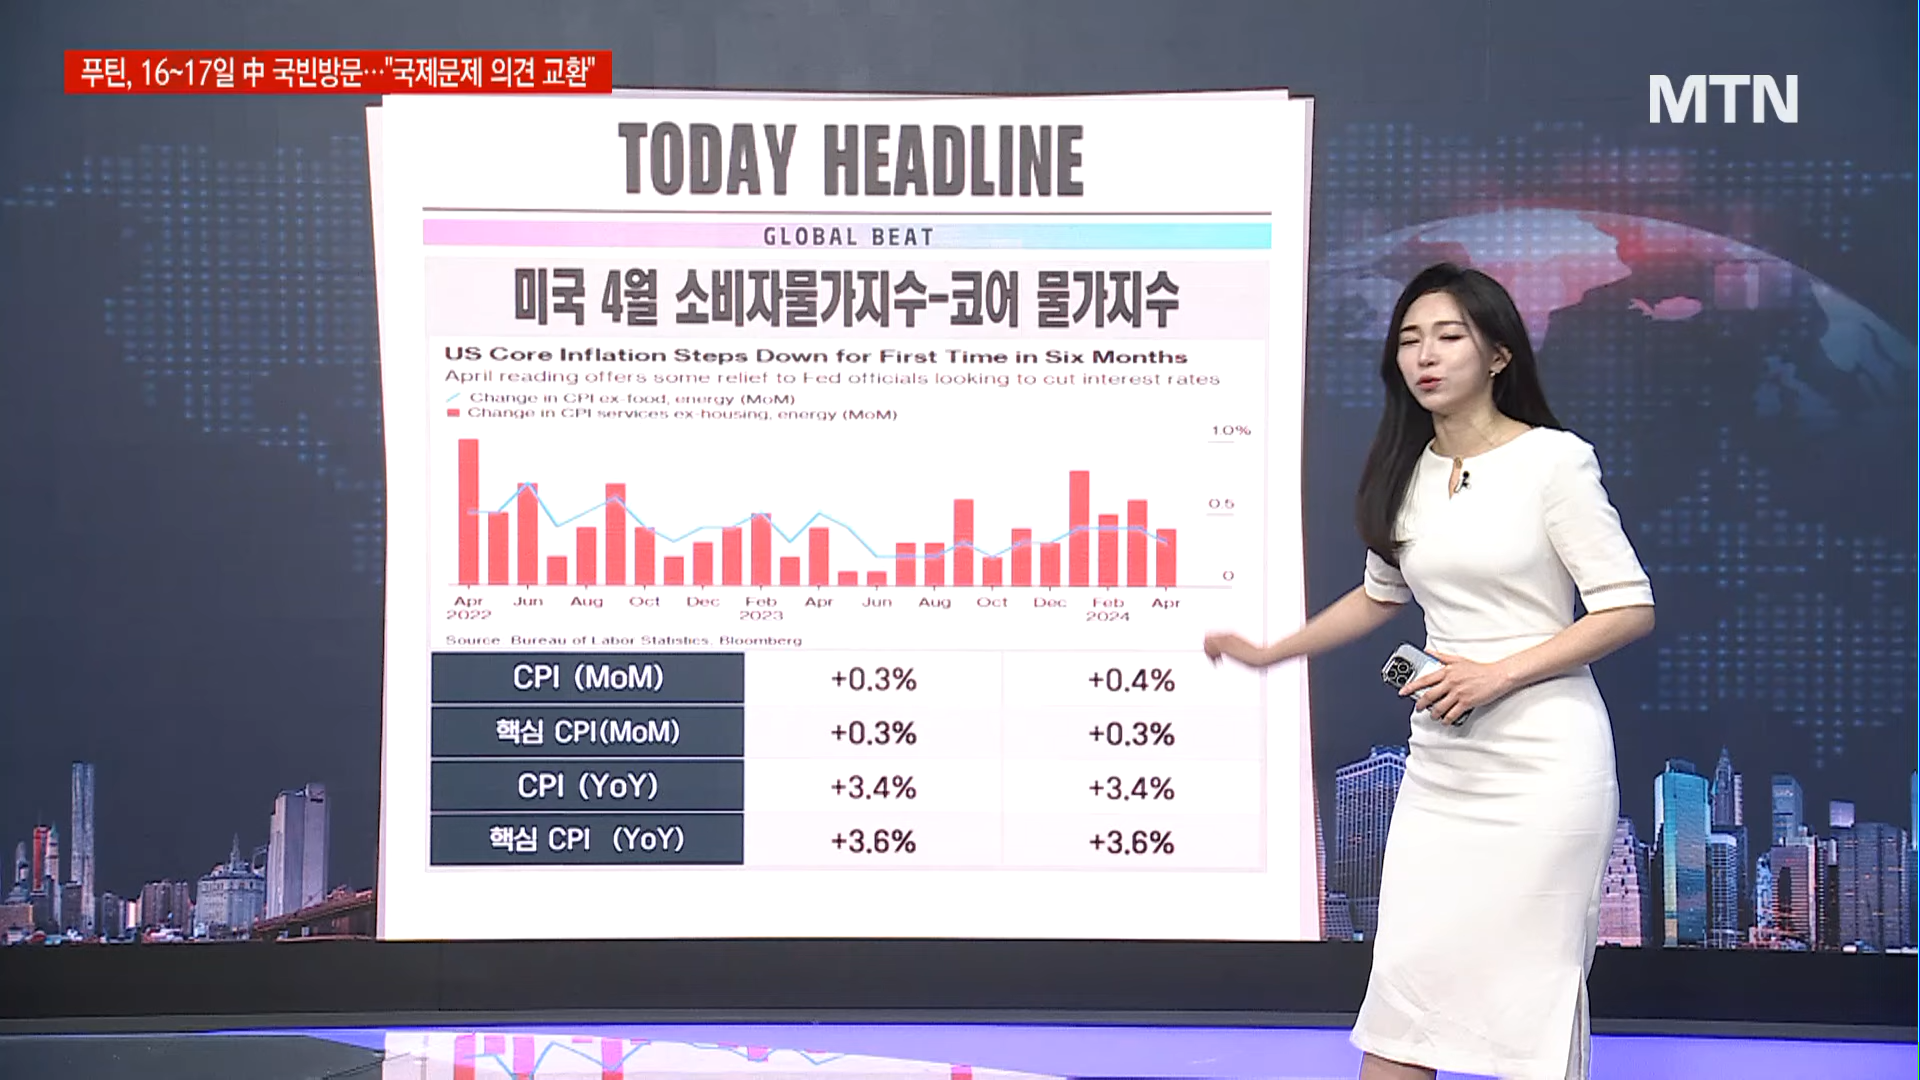 푸틴, 16~17일 中 국빈방문…"국제문제 의견 교환"
MTN
TODAY HEADLINE
GLOBAL BEAT
미국 4월 소비자물가지수-코어 물가지수
US Core Inflation Steps Down for First Time in Six Months
April reading offers some relief to Fed officials looking to cut interest rates
Change in CPI ex-food, energy (MoM)
Change in CPI services ex-housing, energy (MoM)
1.0%
0.5
0
Apr Jun Aug Oct Dec Feb Apr Jun Aug Oct Dec Feb Apr
2022 2023 2024
Source: Bureau of Labor Statistics, Bloomberg
CPI (MoM) +0.3% +0.4%
핵심 CPI(MoM) +0.3% +0.3%
CPI (YoY) +3.4% +3.4%
핵심 CPI (YoY) +3.6% +3.6%